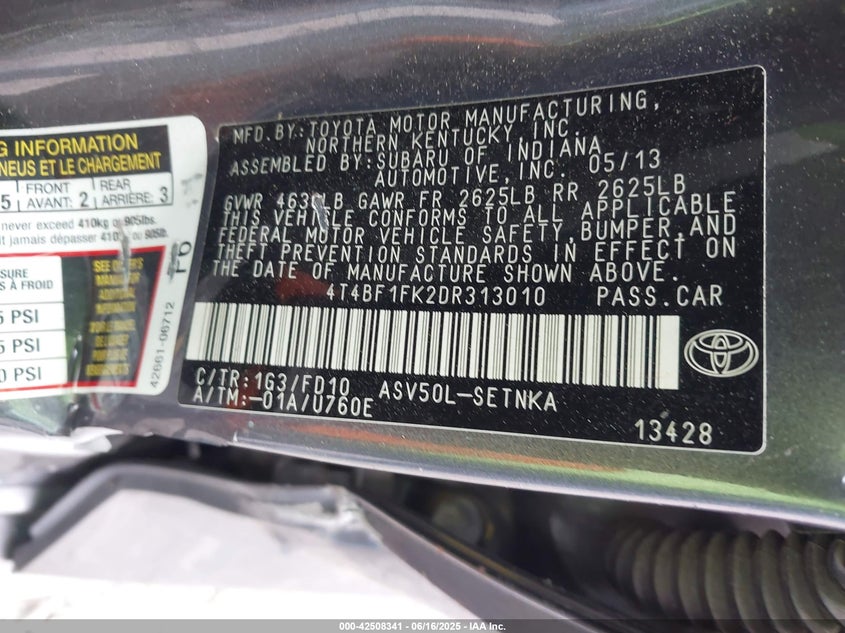 G INFORMATION
NEUS ET LE CHARGEMENT
5 FRONT AVANT: 2 REAR ARRIÈRE: 3
never exceed 410kg or 905lbs.
it jamais dépasser or 905lb.
SURE
S À FROID
5 PSI
5 PSI
0 PSI
SEE OWNER'S
MANUAL FOR
ADDITIONAL
INFORMATION
42661-06712
MFD.BY:TOYOTA MOTOR MANUFACTURING,
NORTHERN KENTUCKY, INC.
ASSEMBLED BY:SUBARU OF INDIANA
AUTOMOTIVE,INC. 05/13
GVWR GAWR FR 2625LB RR 2625LB
THIS VEHICLE CONFORMS TO ALL APPLICABLE
FEDERAL MOTOR VEHICLE SAFETY,BUMPER,AND
THEFT PREVENTION STANDARDS IN EFFECT ON
THE DATE OF MANUFACTURE SHOWN ABOVE.
4T4BF1FK2DR313010 PASS.CAR
C/TR:1G3/FD10 ASV50L-SETNKA
A/TM:-01A/U760E
13428
000-42508341 / 06/16/2025 - IAA Inc.